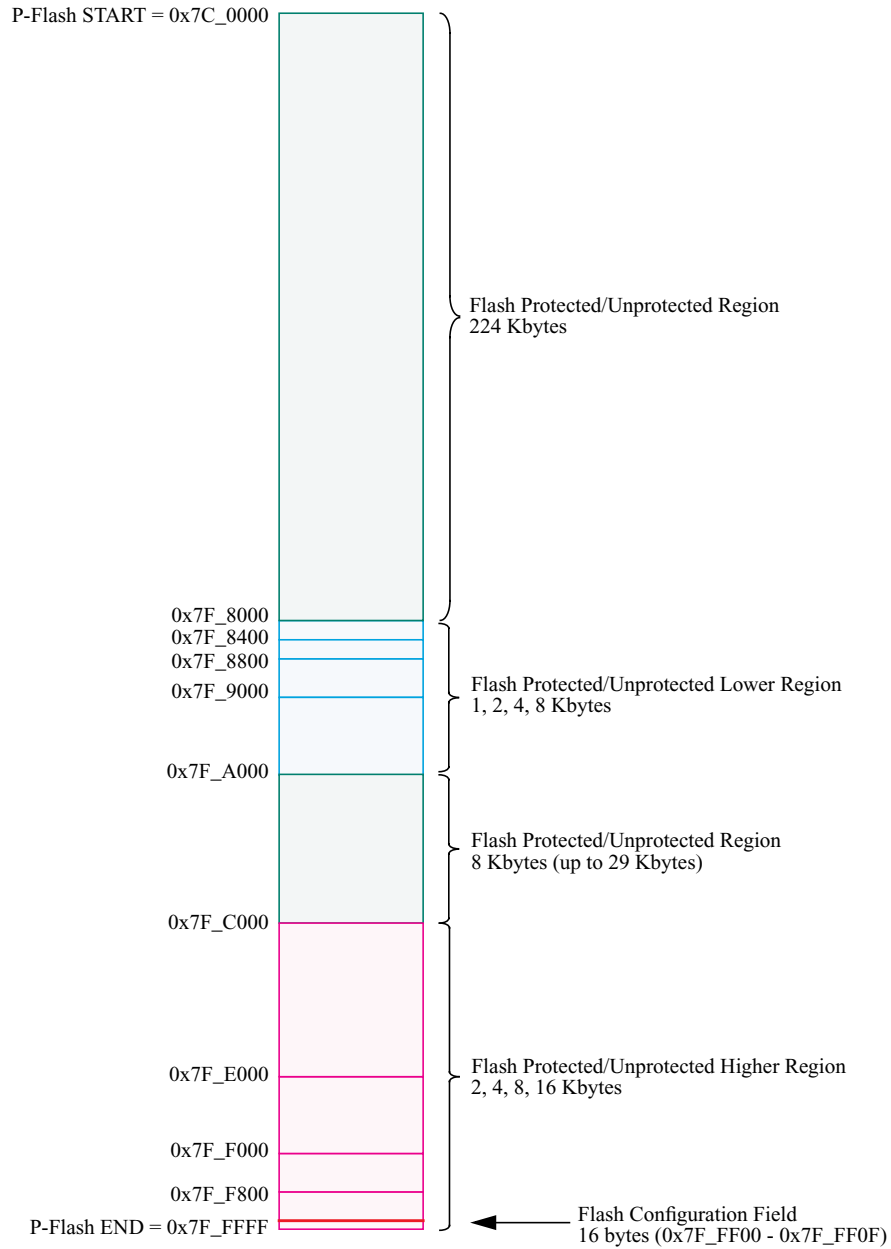 P-Flash START = 0x7C_0000
Flash Protected/Unprotected Region
224 Kbytes
0x7F_8000
0x7F_8400
0x7F_8800
0x7F_9000
Flash Protected/Unprotected Lower Region
1, 2, 4, 8 Kbytes
0x7F_A000
Flash Protected/Unprotected Region
8 Kbytes (up to 29 Kbytes)
0x7F_C000
Flash Protected/Unprotected Higher Region
2, 4, 8, 16 Kbytes
0x7F_E000
0x7F_F000
0x7F_F800
P-Flash END = 0x7F_FFFF
Flash Configuration Field
16 bytes (0x7F_FF00 - 0x7F_FF0F)